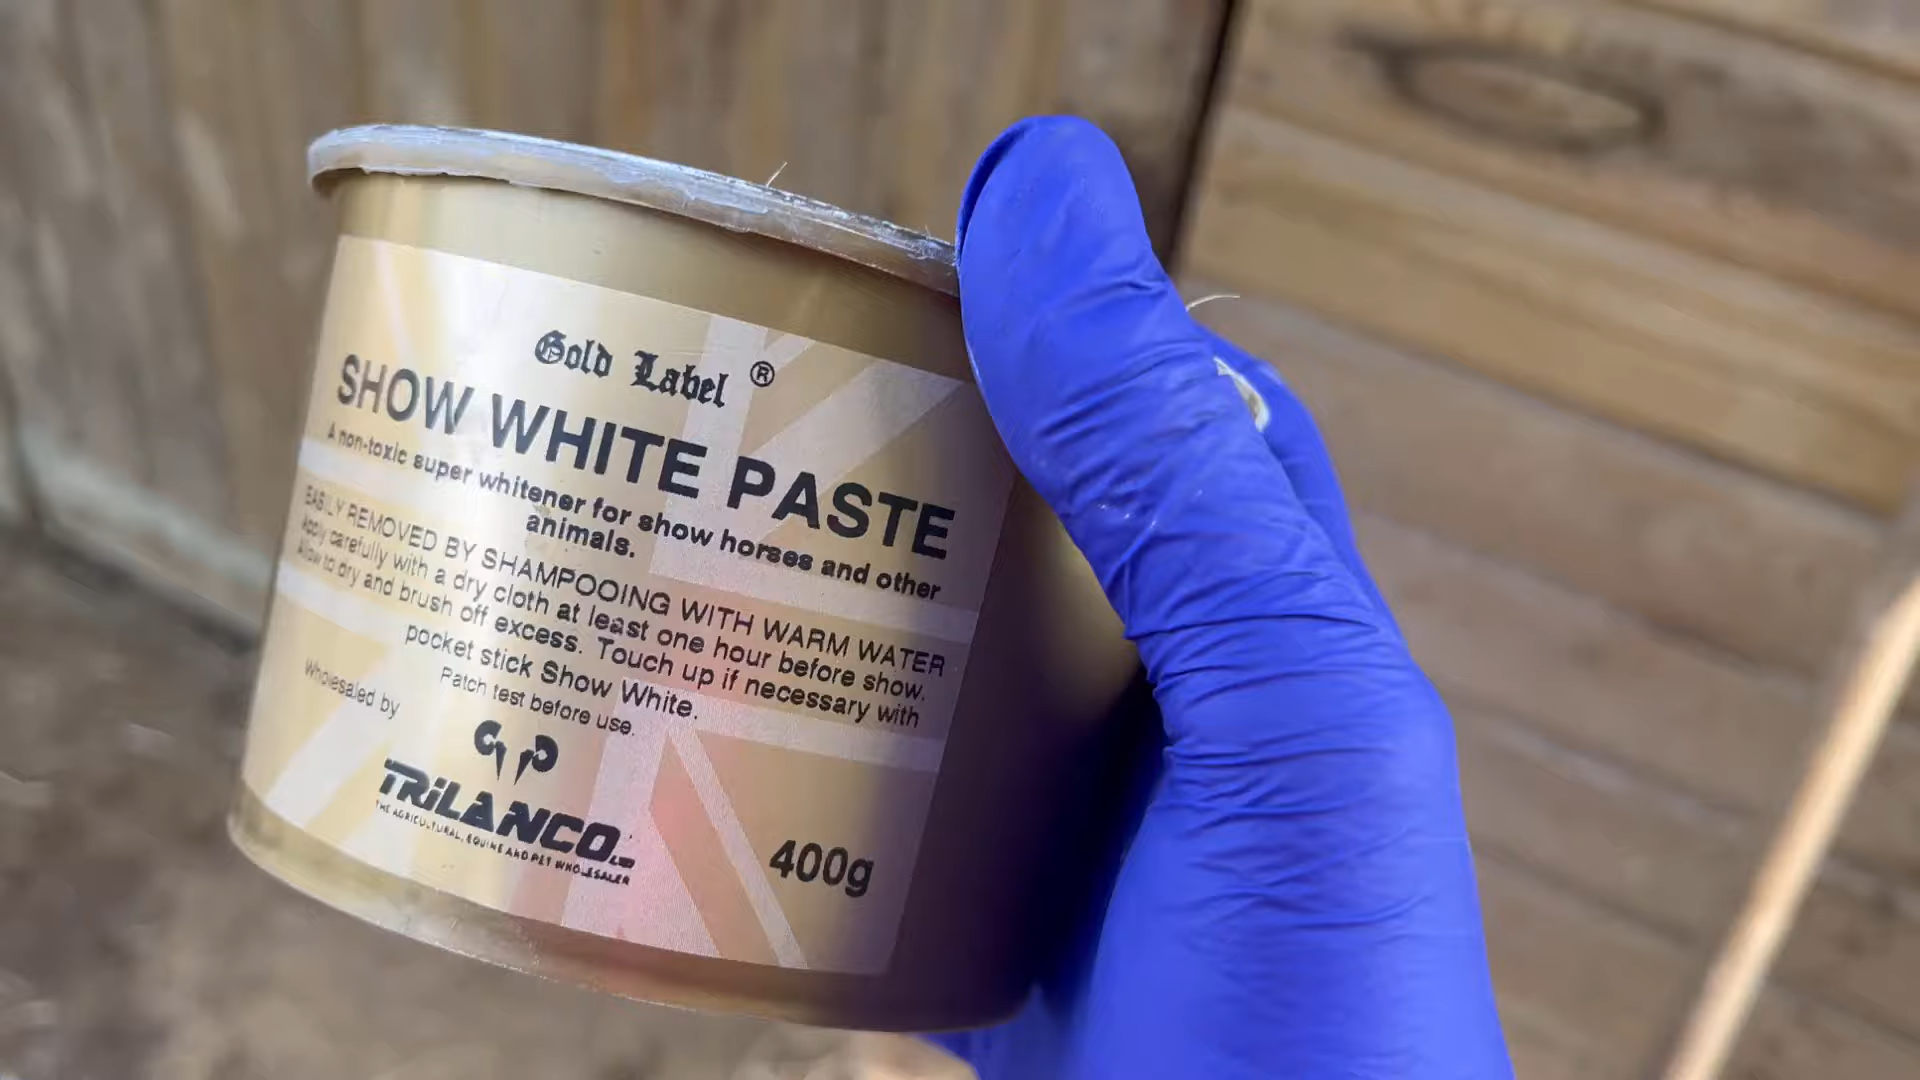 Gold Label ®
SHOW WHITE PASTE
A non-toxic super whitener for show horses and other
animals.
EASILY REMOVED BY SHAMPOOING WITH WARM WATER
Apply carefully with a dry cloth at least one hour before show.
Allow to dry and brush off excess. Touch up if necessary with
pocket stick Show White.
Patch test before use.
Wholesaled by
TRILANCO LTD
THE AGRICULTURAL, EQUINE AND PET WHOLESALER
400g